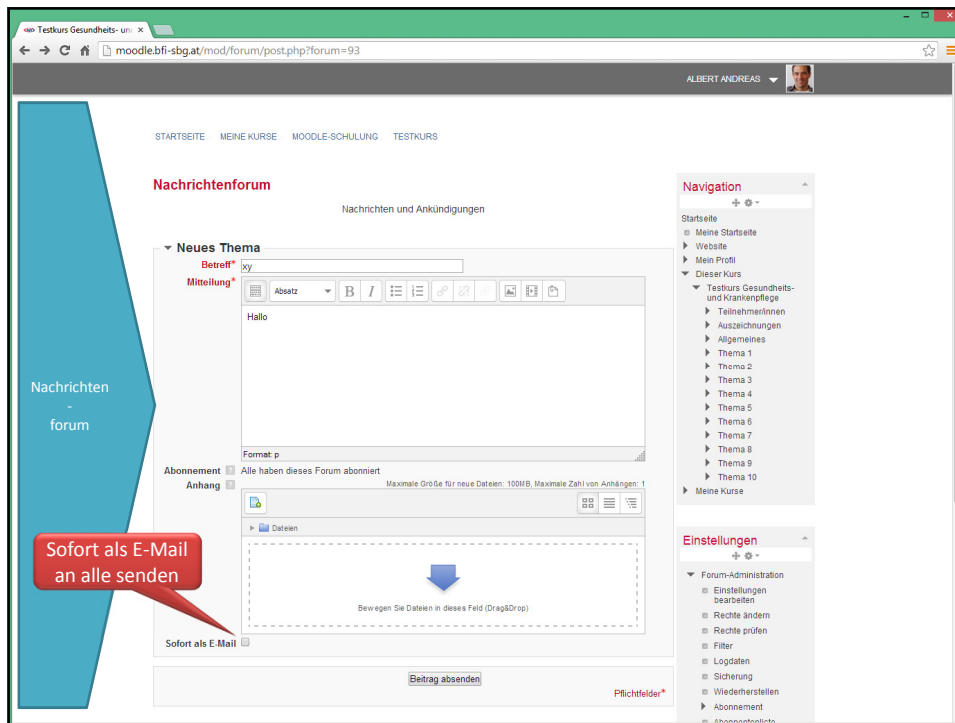 Testkurs Gesundheits- un
moodle.bfi-sbg.at/mod/forum/post.php?forum=93
ALBERT ANDREAS
STARTSEITE MEINE KURSE MOODLE-SCHULUNG TESTKURS
Nachrichtenforum
Nachrichten und Ankündigungen
Neues Thema
Betreff*
xy
Mitteilung*
Absatz
B I
Hallo
Format: p
Abonnement
Alle haben dieses Forum abonniert
Anhang
Maximale Größe für neue Dateien: 100MB, Maximale Zahl von Anhängen: 1
Dateien
Bewegen Sie Dateien in dieses Feld (Drag&Drop)
Sofort als E-Mail
Beitrag absenden
Pflichtfelder*
Nachrichten
-
forum
Sofort als E-Mail
an alle senden
Navigation
Startseite
Meine Startseite
Website
Mein Profil
Dieser Kurs
Testkurs Gesundheits-
und Krankenpflege
Teilnehmer/innen
Auszeichnungen
Allgemeines
Thema 1
Thema 2
Thema 3
Thema 4
Thema 5
Thema 6
Thema 7
Thema 8
Thema 9
Thema 10
Meine Kurse
Einstellungen
Forum-Administration
Einstellungen
bearbeiten
Rechte ändern
Rechte prüfen
Filter
Logdaten
Sicherung
Wiederherstellen
Abonnement
Abonnentenliste